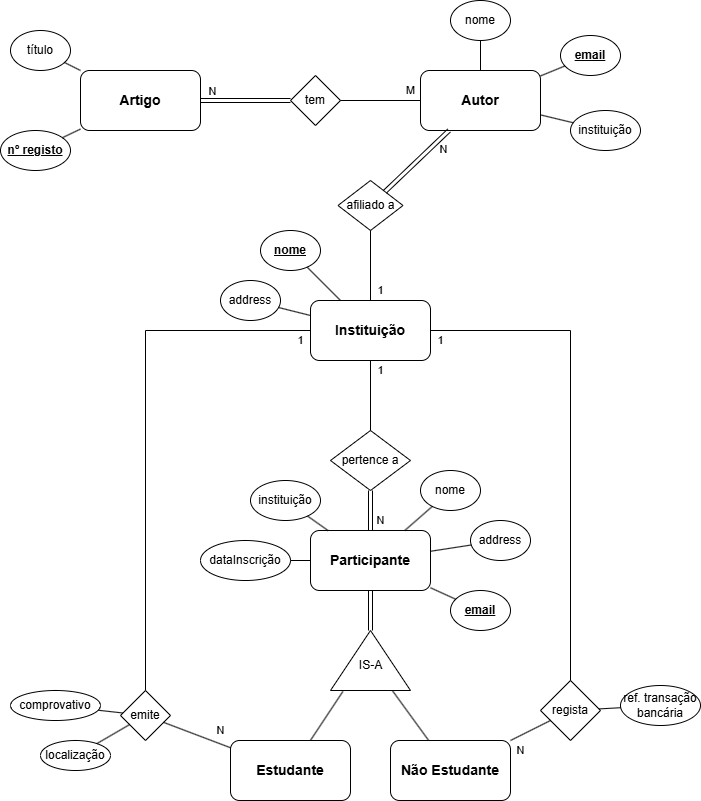 nome
título
email
N
M
Artigo
tem
Autor
nº registo
instituição
N
afiliado a
nome
1
address
Instituição
1
1
1
pertence a
instituição
nome
N
dataInscrição
Participante
address
email
IS-A
comprovativo
emite
regista
ref. transação
bancária
N
localização
N
Estudante
Não Estudante